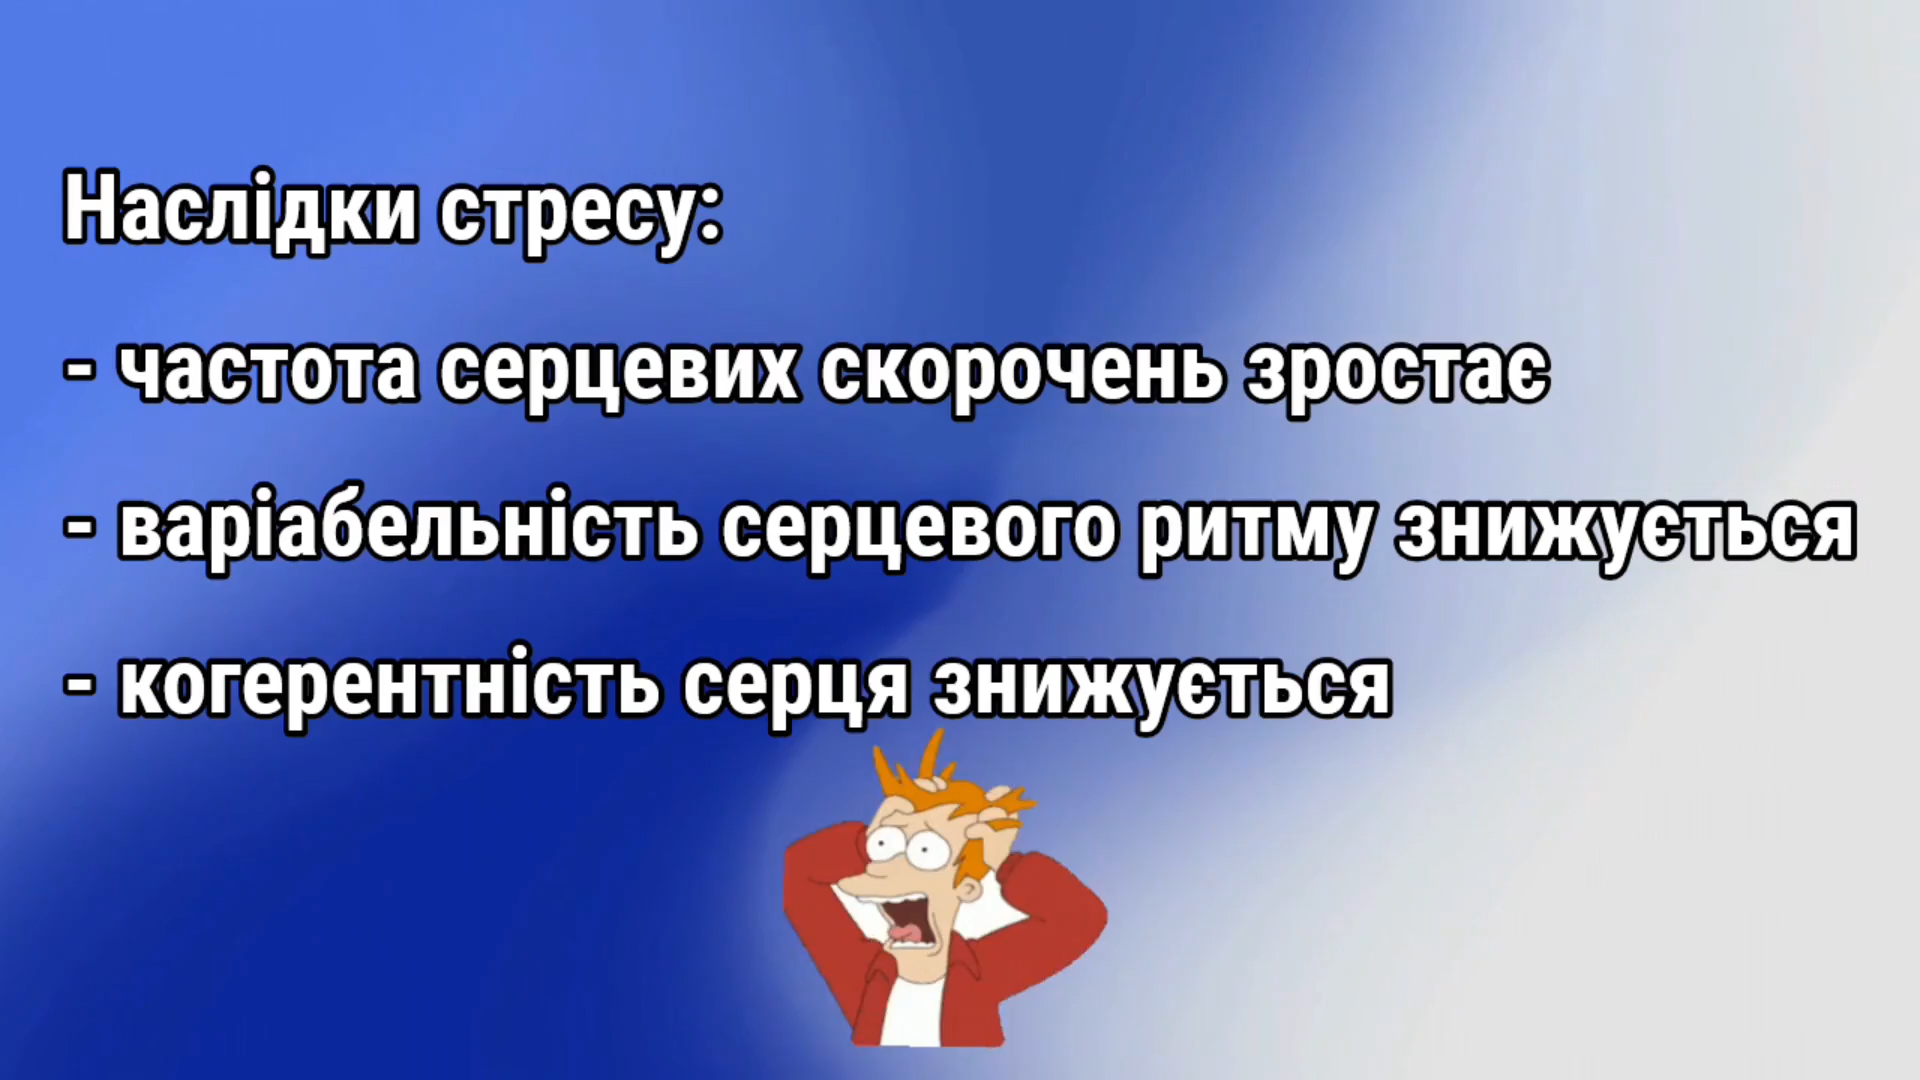 Наслідки стресу:
- частота серцевих скорочень зростає
- варіабельність серцевого ритму знижується
- когерентність серця знижується